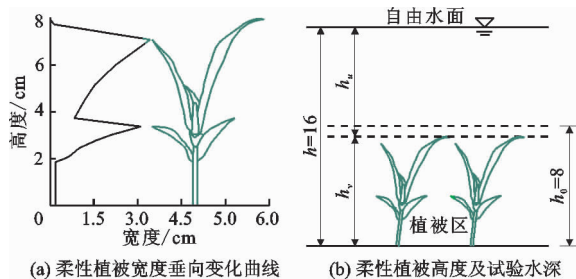 高度/cm
8
6
4
2
0
1.5
3.0
4.5
6.0
宽度/cm
(a) 柔性植被宽度垂向变化曲线
自由水面
h=16
hᵤ
hᵥ
h₀=8
植被区
(b) 柔性植被高度及试验水深